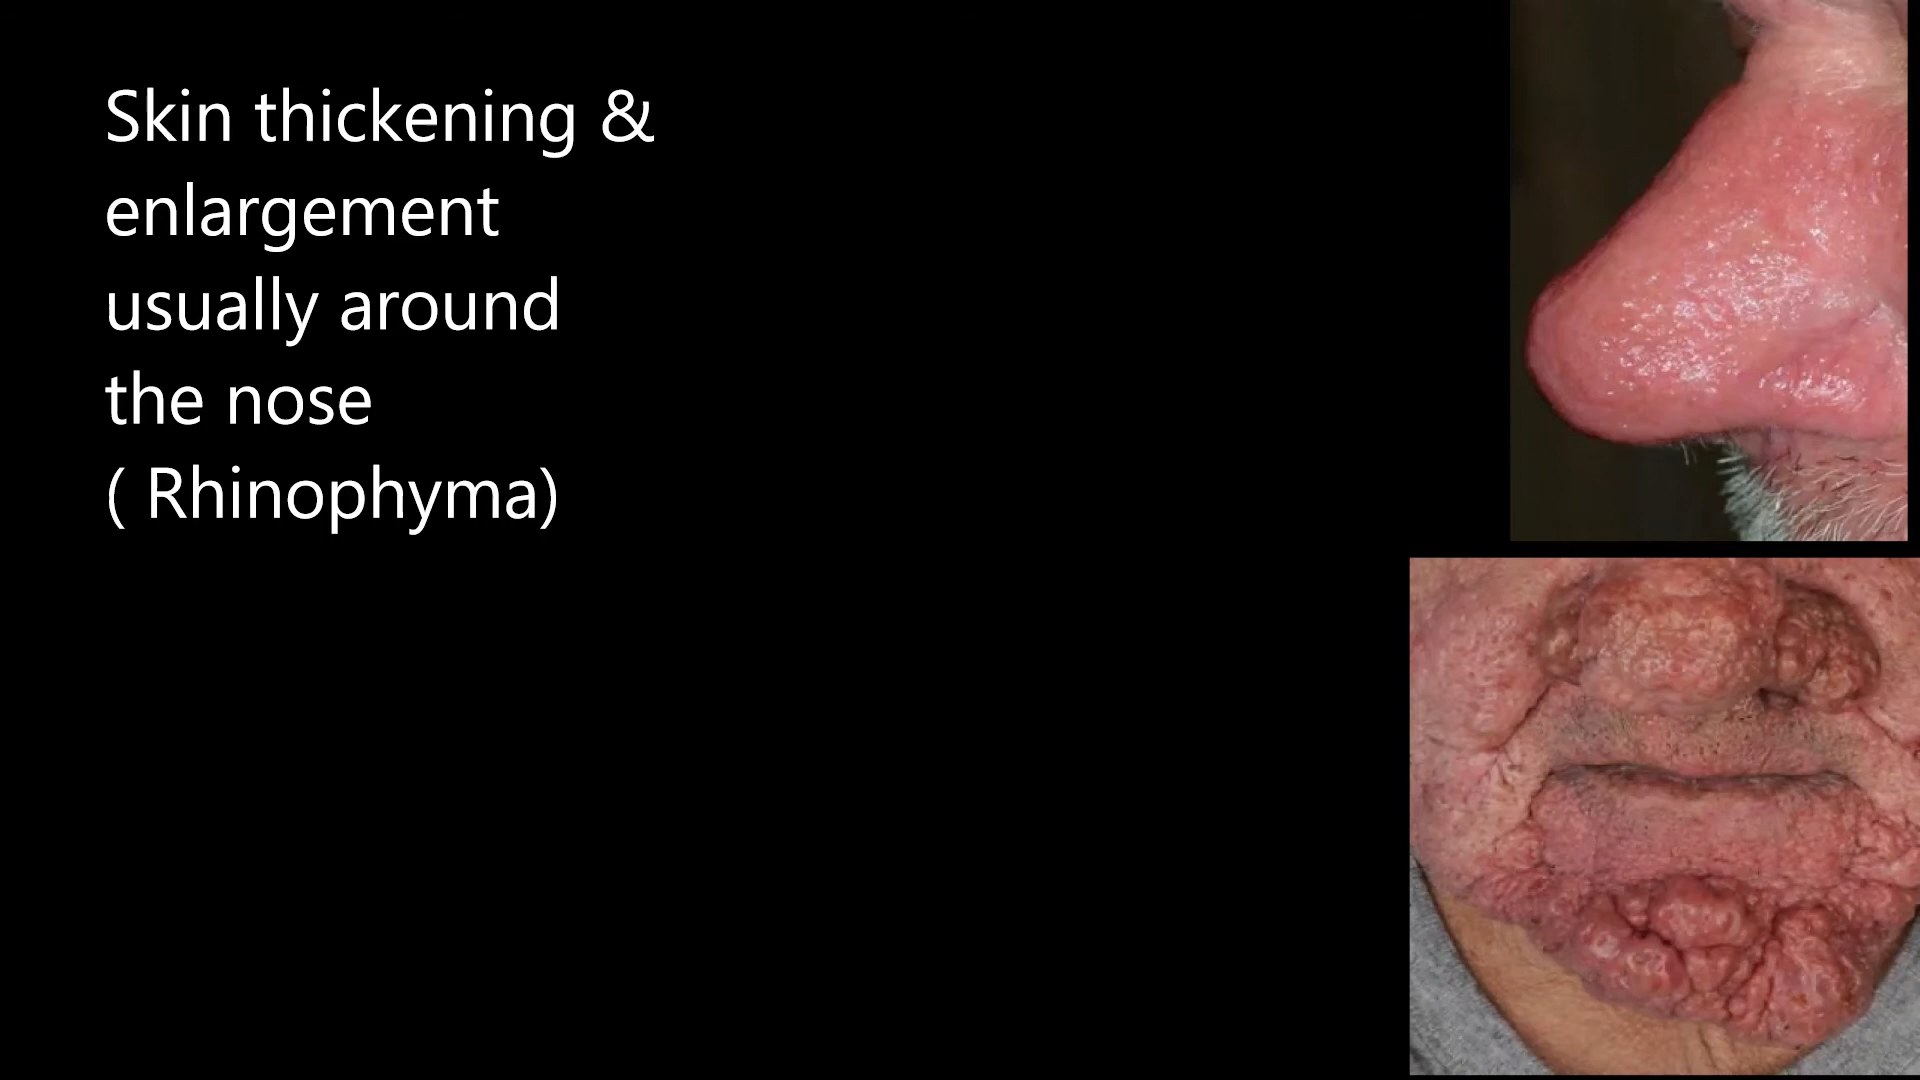 Skin thickening &
enlargement
usually around
the nose
( Rhinophyma)